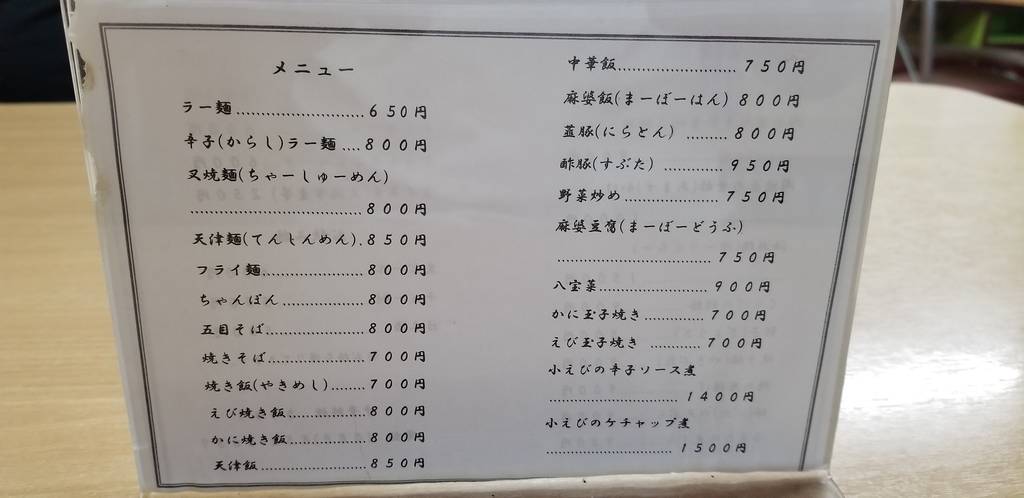 メニュー
ラー麺..........................650円
辛子(からし)ラー麺....800円
叉焼麺(ちゃーしゅーめん)
...................................800円
天津麺(てんしんめん).850円
フライ麺.....................800円
ちゃんぽん.................800円
五目そば....................800円
焼きそば.....................700円
焼き飯(やきめし)........700円
えび焼き飯.................800円
かに焼き飯.................800円
天津飯.......................850円
中華飯..........................750円
麻婆飯(まーぼーはん)800円
韮豚(にらとん) .........800円
酢豚(すぶた) .............950円
野菜炒め.....................750円
麻婆豆腐(まーぼーどうふ)
...................................750円
八宝菜........................900円
かに玉子焼き.............700円
えび玉子焼き ............700円
小えびの辛子ソース煮
.............................1400円
小えびのケチャップ煮
.............................1500円